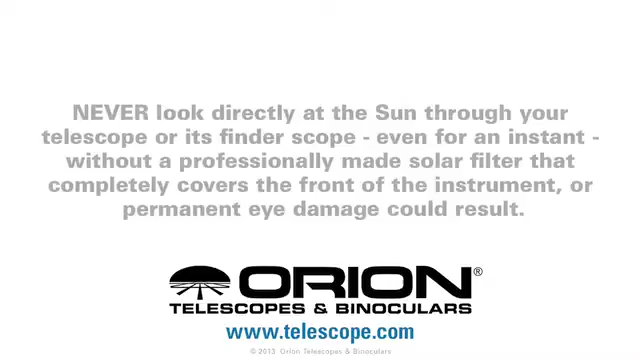 NEVER look directly at the Sun through your
telescope or its finder scope - even for an instant -
without a professionally made solar filter that
completely covers the front of the instrument, or
permanent eye damage could result.
ORION®
TELESCOPES & BINOCULARS
www.telescope.com
© 2013 Orion Telescopes & Binoculars